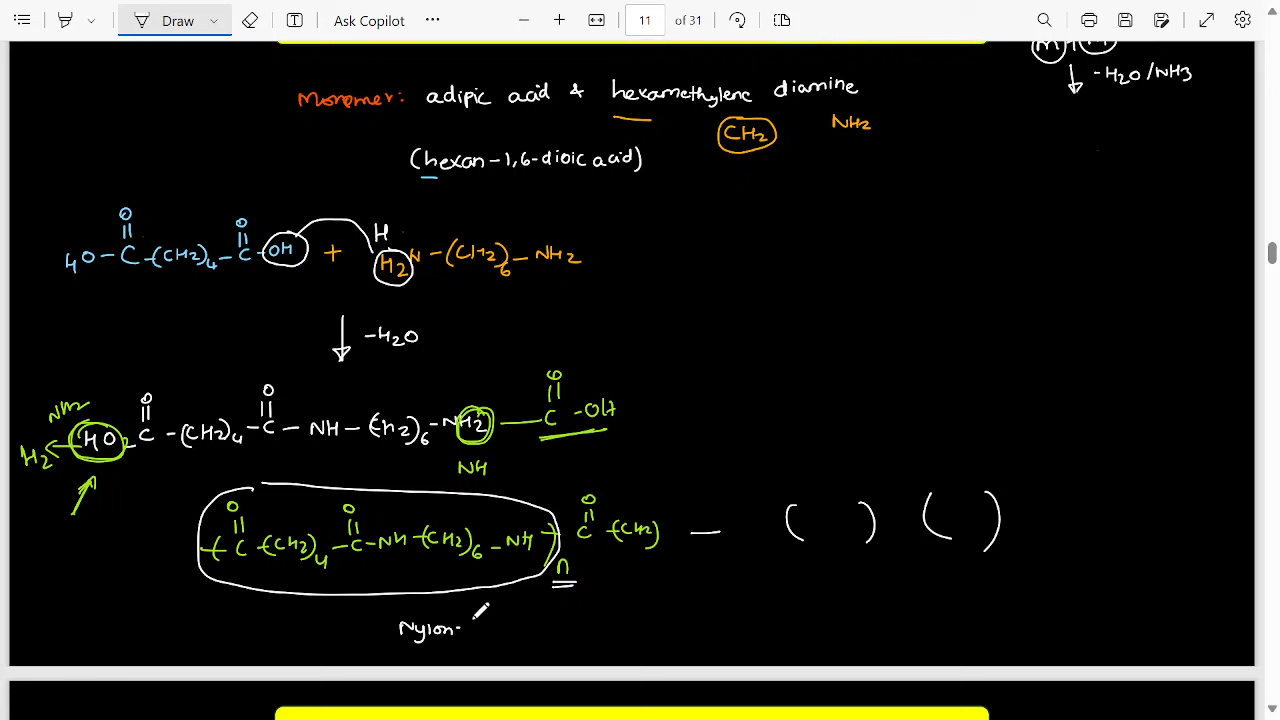 Draw
Ask Copilot
11 of 31
-H2O/NH3
Monomer: adipic acid & hexamethylene diamine
CH2 NH2
(hexan-1,6-dioic acid)
O O H
HO-C-(CH2)4-C-OH + H2N-(CH2)6-NH2
-H2O
O
NH2 O O C-OH
H2 HO-C-(CH2)4-C-NH-(CH2)6-NH2
NH
O O O
(C-(CH2)4-C-NH-(CH2)6-NH)n C-(CH2) - ( ) ( )
Nylon-